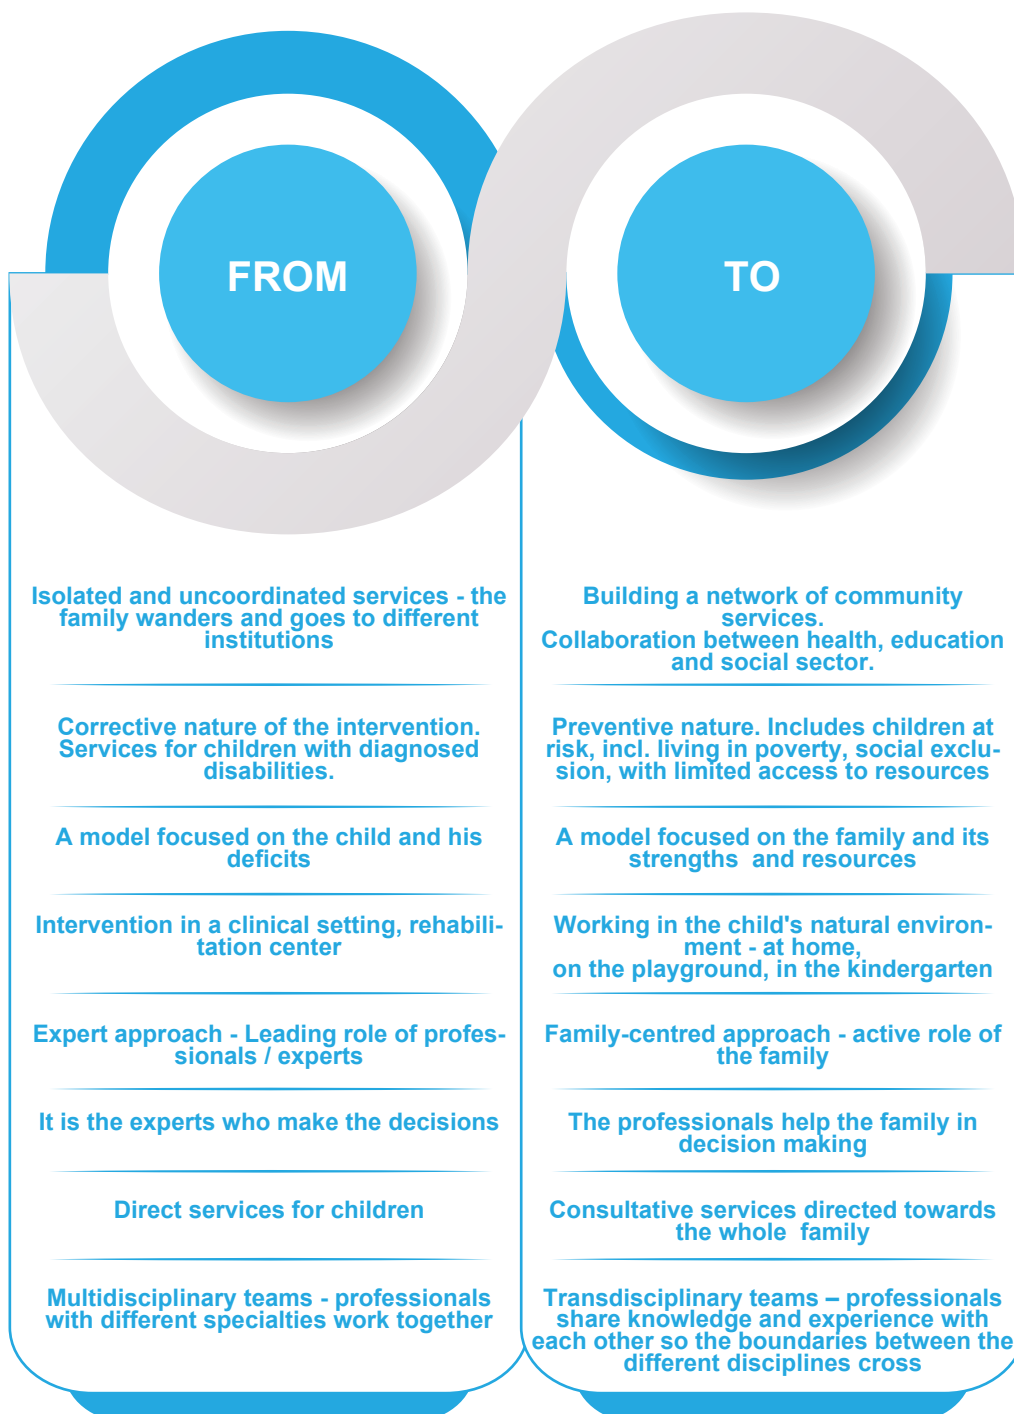 FROM
TO
Isolated and uncoordinated services - the
family wanders and goes to different
institutions
Building a network of community
services.
Collaboration between health, education
and social sector.
Corrective nature of the intervention.
Services for children with diagnosed
disabilities.
Preventive nature. Includes children at
risk, incl. living in poverty, social exclu-
sion, with limited access to resources
A model focused on the child and his
deficits
A model focused on the family and its
strengths  and resources
Intervention in a clinical setting, rehabili-
tation center
Working in the child's natural environ-
ment - at home,
on the playground, in the kindergarten
Expert approach - Leading role of profes-
sionals / experts
Family-centred approach - active role of
the family
It is the experts who make the decisions
The professionals help the family in
decision making
Direct services for children
Consultative services directed towards
the whole  family
Multidisciplinary teams - professionals
with different specialties work together
Transdisciplinary teams – professionals
share knowledge and experience with
each other so the boundaries between the
different disciplines cross